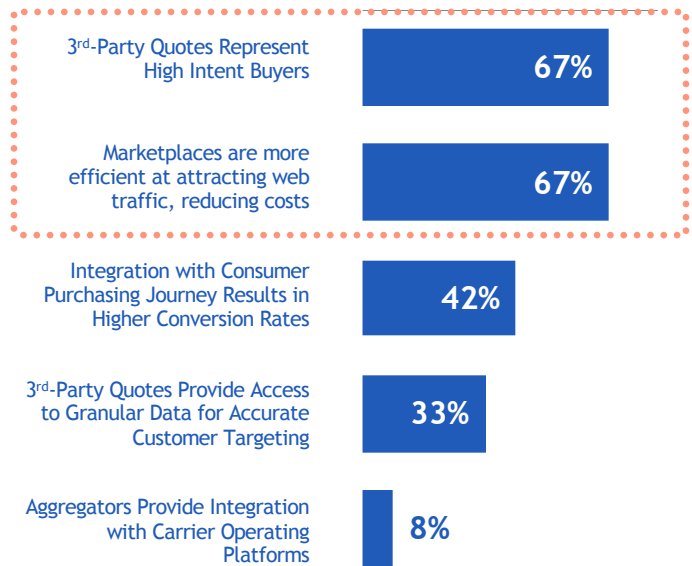 3rd-Party Quotes Represent
High Intent Buyers
67%
Marketplaces are more
efficient at attracting web
traffic, reducing costs
67%
Integration with Consumer
Purchasing Journey Results in
Higher Conversion Rates
42%
3rd-Party Quotes Provide Access
to Granular Data for Accurate
Customer Targeting
33%
Aggregators Provide Integration
with Carrier Operating
Platforms
8%